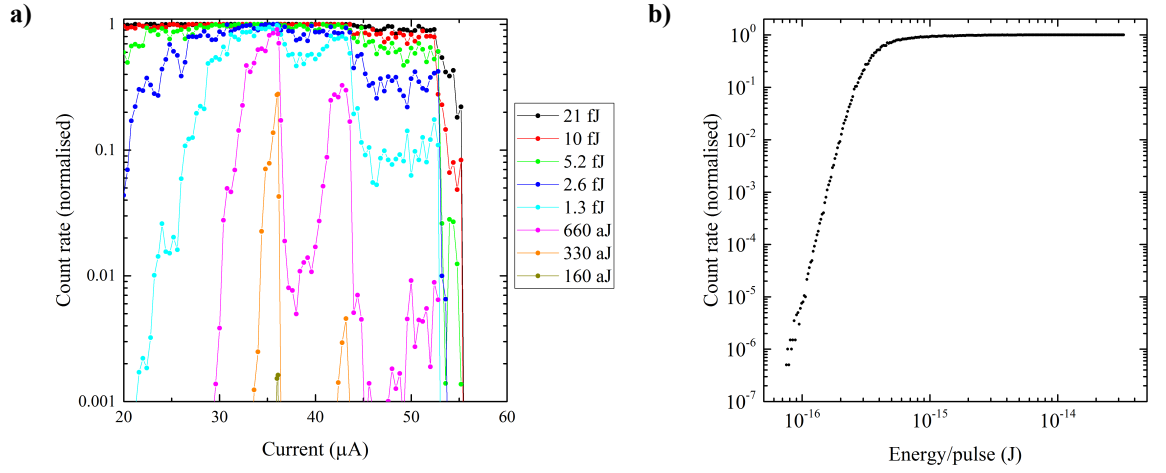 a)
Count rate (normalised)
1
0.1
0.01
0.001
20
30
40
50
60
Current (µA)
21 fJ
10 fJ
5.2 fJ
2.6 fJ
1.3 fJ
660 aJ
330 aJ
160 aJ
b)
Count rate (normalised)
10⁰
10⁻¹
10⁻²
10⁻³
10⁻⁴
10⁻⁵
10⁻⁶
10⁻⁷
10⁻¹⁶
10⁻¹⁵
10⁻¹⁴
Energy/pulse (J)